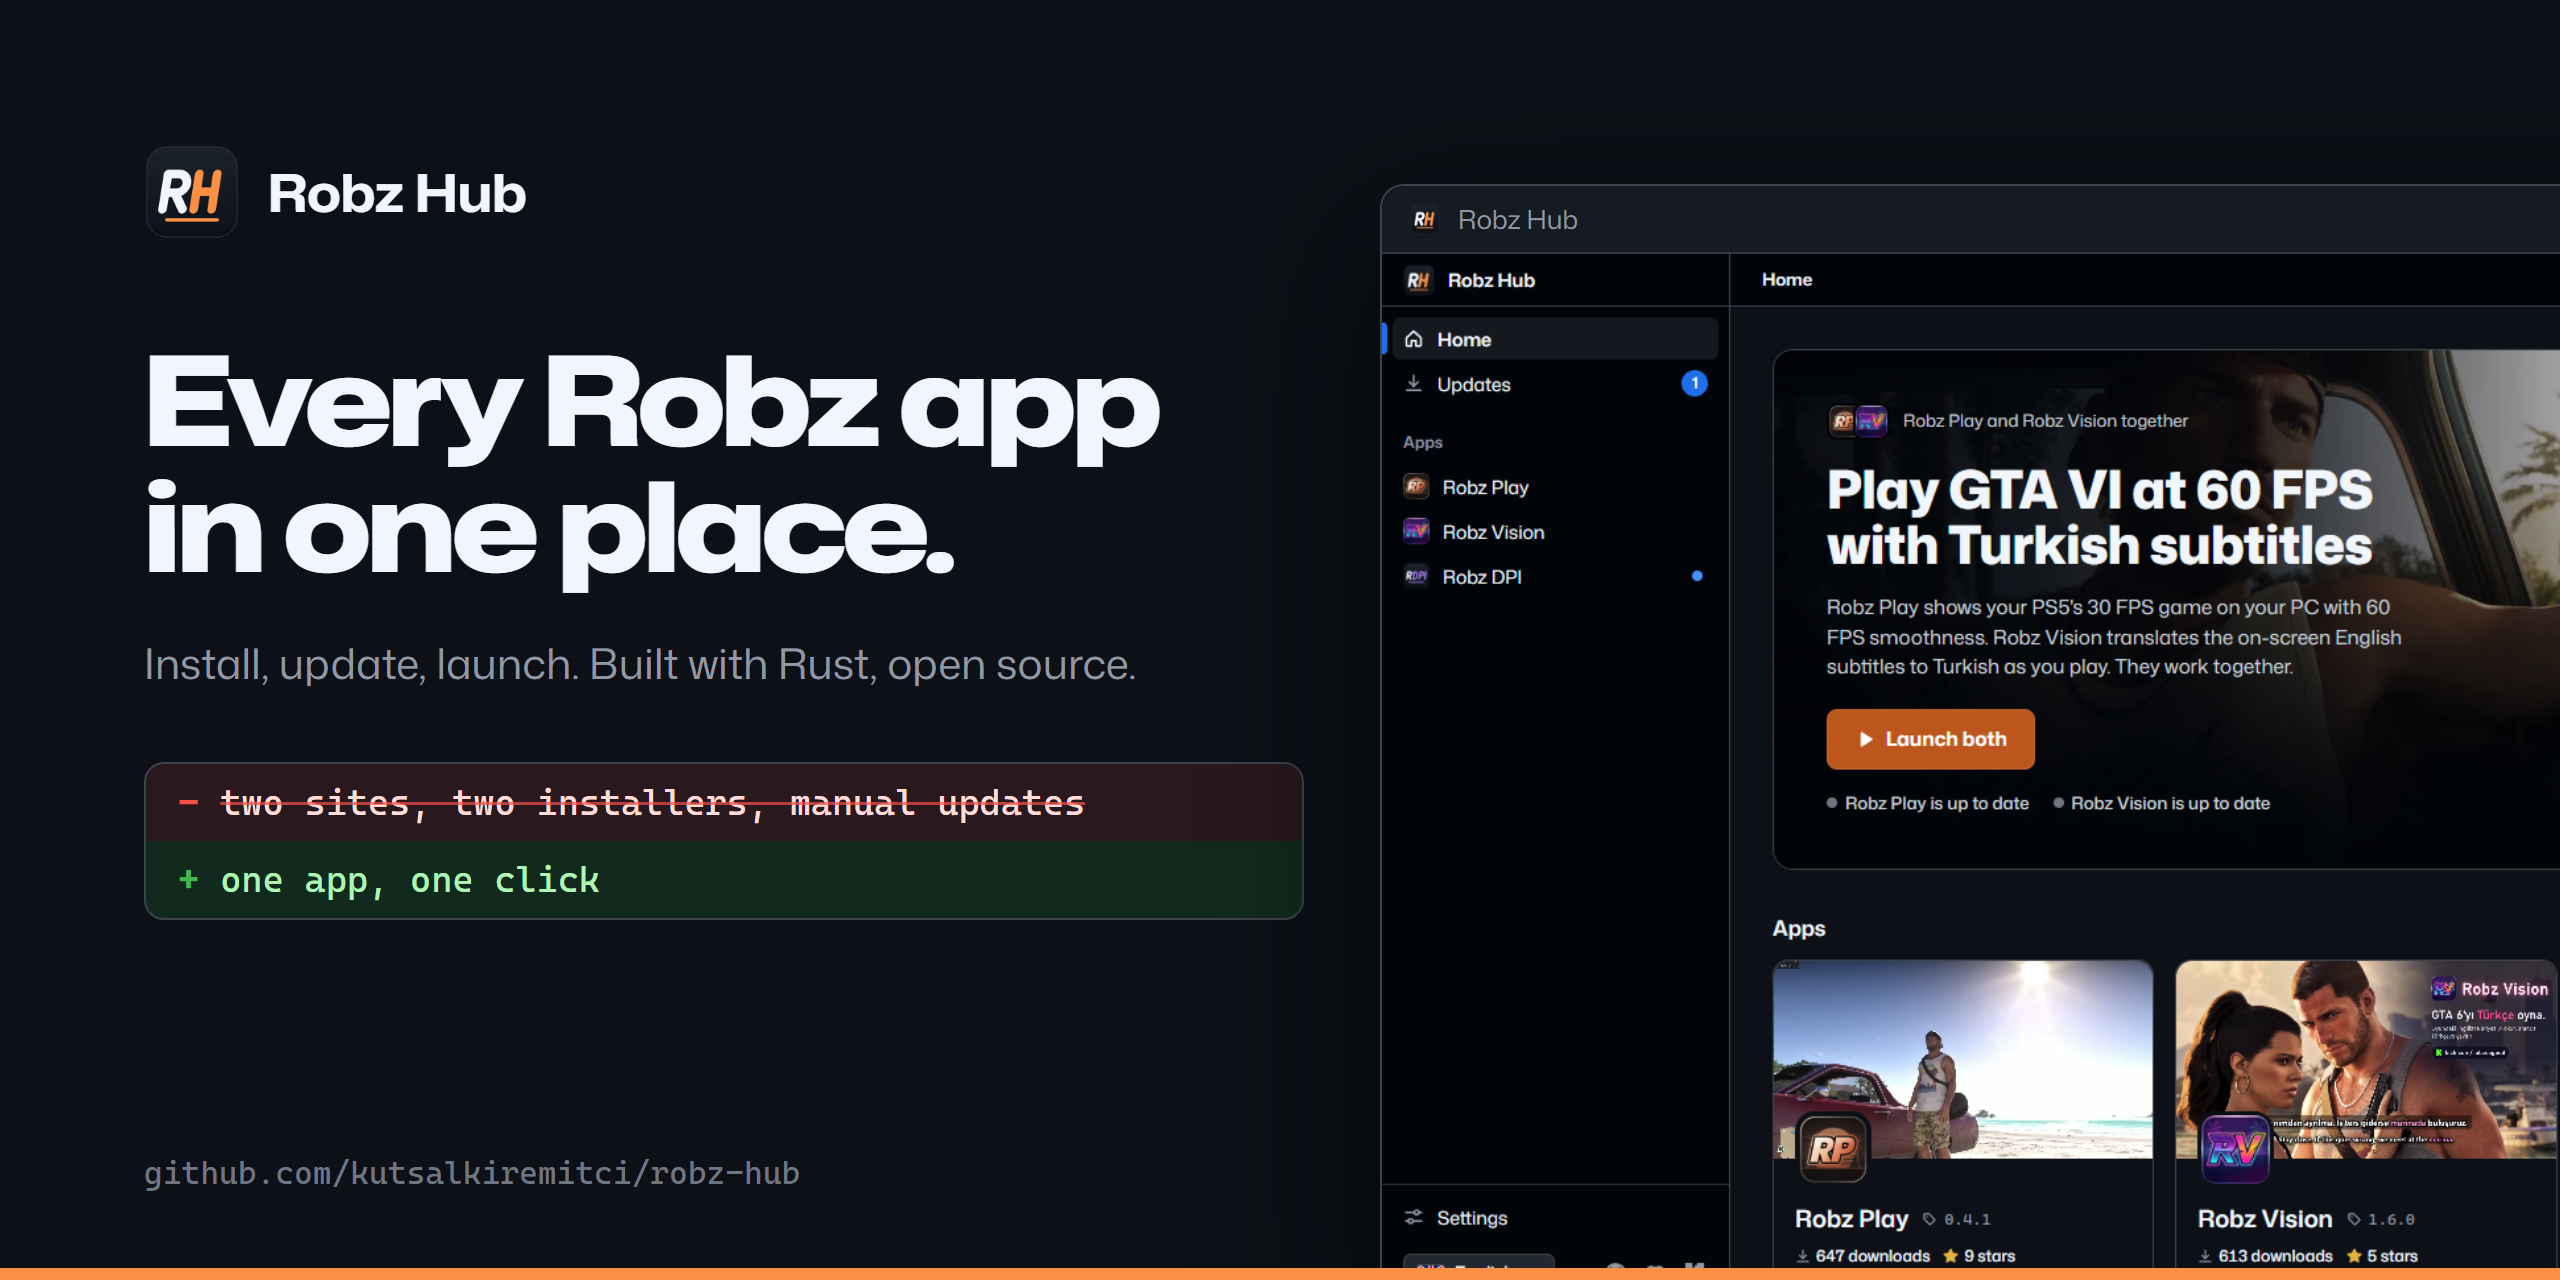 RH Robz Hub
Every Robz app
in one place.
Install, update, launch. Built with Rust, open source.
- two sites, two installers, manual updates
+ one app, one click
github.com/kutsalkiremitci/robz-hub
RH Robz Hub
RH Robz Hub
Home
Updates 1
Apps
RP Robz Play
RV Robz Vision
RDPI Robz DPI
Settings
Home
RP RV Robz Play and Robz Vision together
Play GTA VI at 60 FPS
with Turkish subtitles
Robz Play shows your PS5's 30 FPS game on your PC with 60
FPS smoothness. Robz Vision translates the on-screen English
subtitles to Turkish as you play. They work together.
Launch both
Robz Play is up to date
Robz Vision is up to date
Apps
RP
Robz Play 0.4.1
647 downloads 9 stars
RV Robz Vision
GTA 6'yı Türkçe oyna.
RV
Robz Vision 1.6.0
613 downloads 5 stars